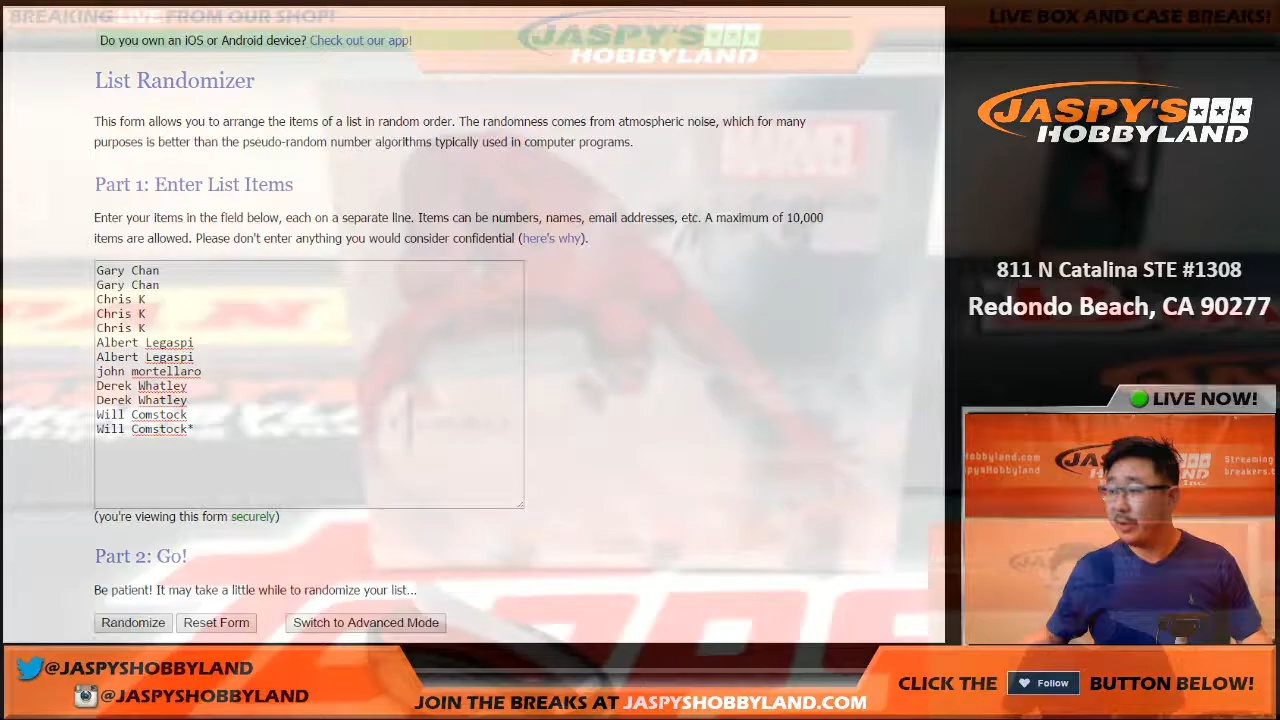 BREAKING LIVE FROM OUR SHOP!
LIVE BOX AND CASE BREAKS!
Do you own an iOS or Android device? Check out our app!
JASPY'S
HOBBYLAND
List Randomizer
This form allows you to arrange the items of a list in random order. The randomness comes from atmospheric noise, which for many
purposes is better than the pseudo-random number algorithms typically used in computer programs.
MARVEL
Part 1: Enter List Items
Enter your items in the field below, each on a separate line. Items can be numbers, names, email addresses, etc. A maximum of 10,000
items are allowed. Please don't enter anything you would consider confidential (here's why).
Gary Chan
Gary Chan
Chris K
Chris K
Chris K
Albert Legaspi
Albert Legaspi
john mortellaro
Derek Whatley
Derek Whatley
Will Comstock
Will Comstock*
(you're viewing this form securely)
Part 2: Go!
Be patient! It may take a little while to randomize your list...
Randomize
Reset Form
Switch to Advanced Mode
JASPY'S
HOBBYLAND
811 N Catalina STE #1308
Redondo Beach, CA 90277
LIVE NOW!
@JASPYSHOBBYLAND
@JASPYSHOBBYLAND
JOIN THE BREAKS AT JASPYSHOBBYLAND.COM
CLICK THE
Follow
BUTTON BELOW!